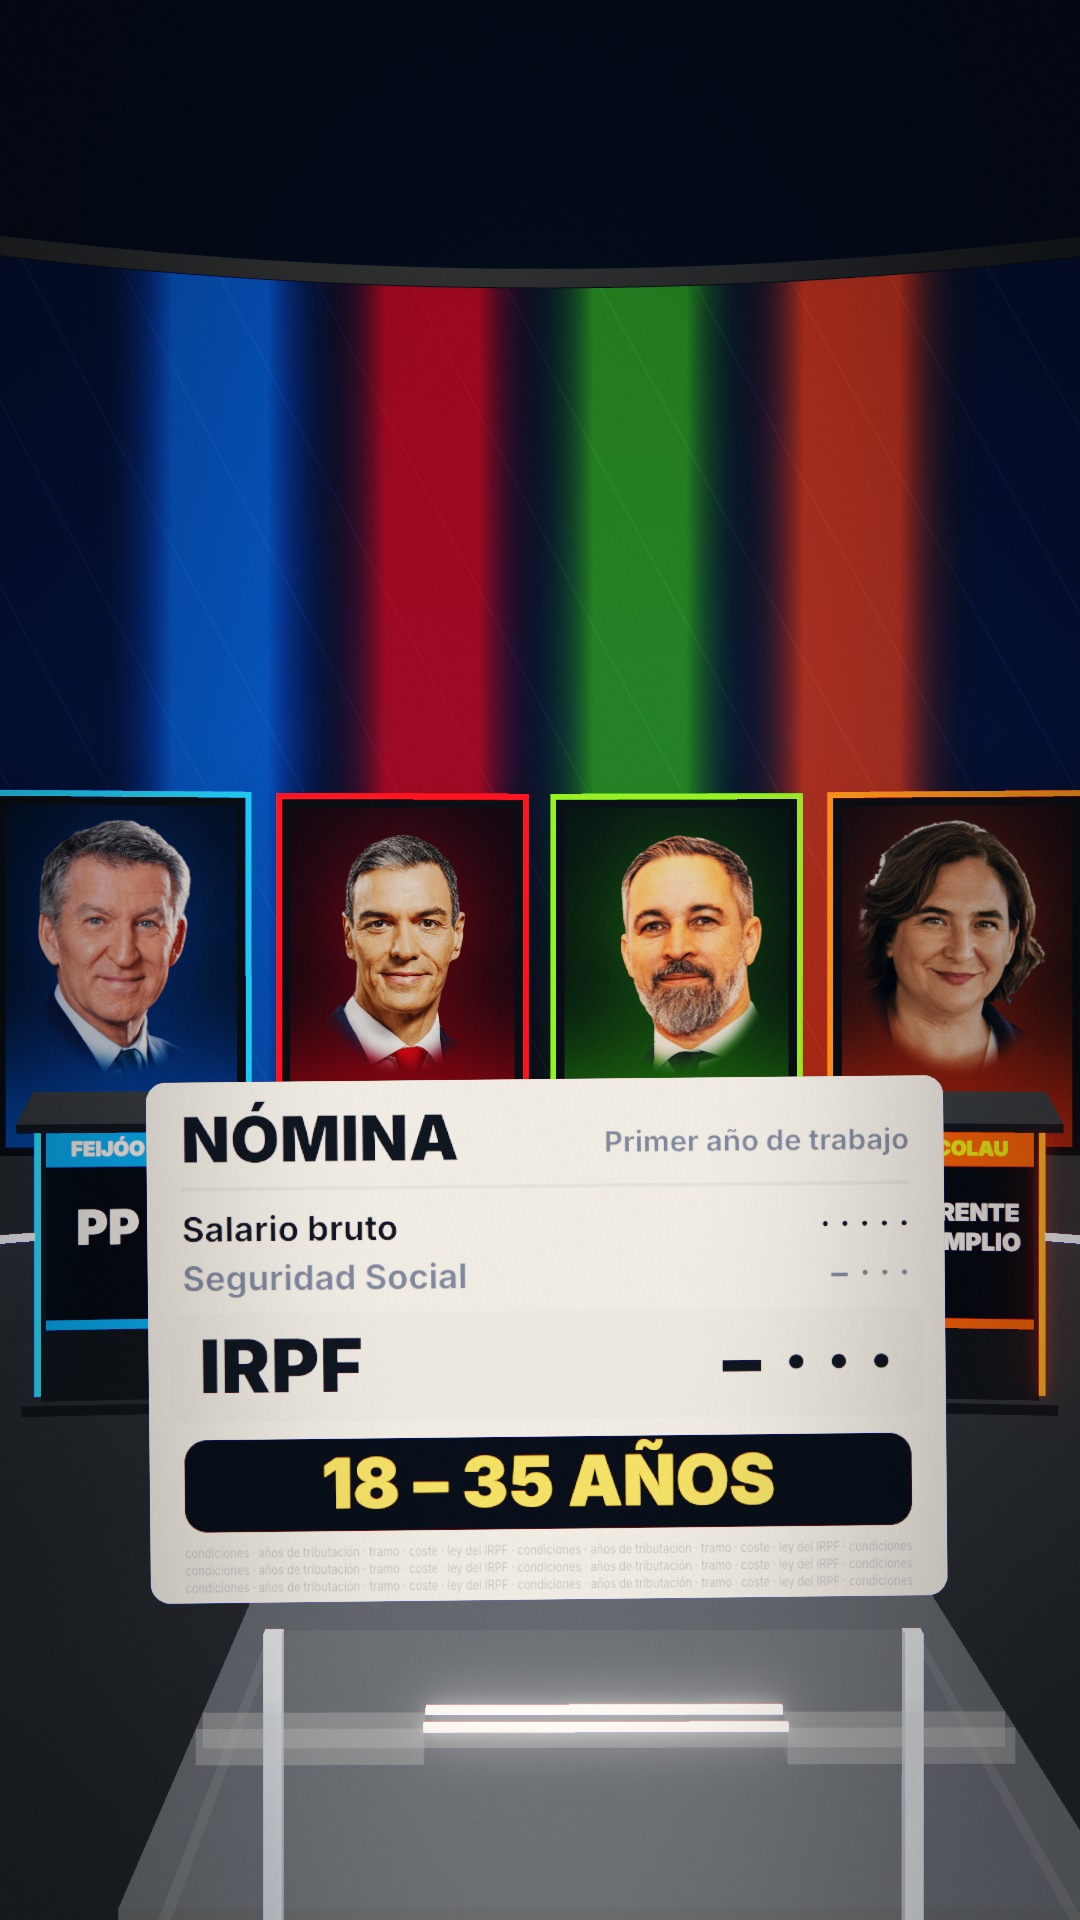 FEIJÓO
PP
COLAU
RENTE
MPLIO
NÓMINA
Primer año de trabajo
Salario bruto
· · · · ·
Seguridad Social
– · · ·
IRPF
– · · ·
18 – 35 AÑOS
condiciones · años de tributación · tramo · coste · ley del IRPF · condiciones · años de tributación · tramo · coste · ley del IRPF · condiciones
condiciones · años de tributación · tramo · coste · ley del IRPF · condiciones · años de tributación · tramo · coste · ley del IRPF · condiciones
condiciones · años de tributación · tramo · coste · ley del IRPF · condiciones · años de tributación · tramo · coste · ley del IRPF · condiciones